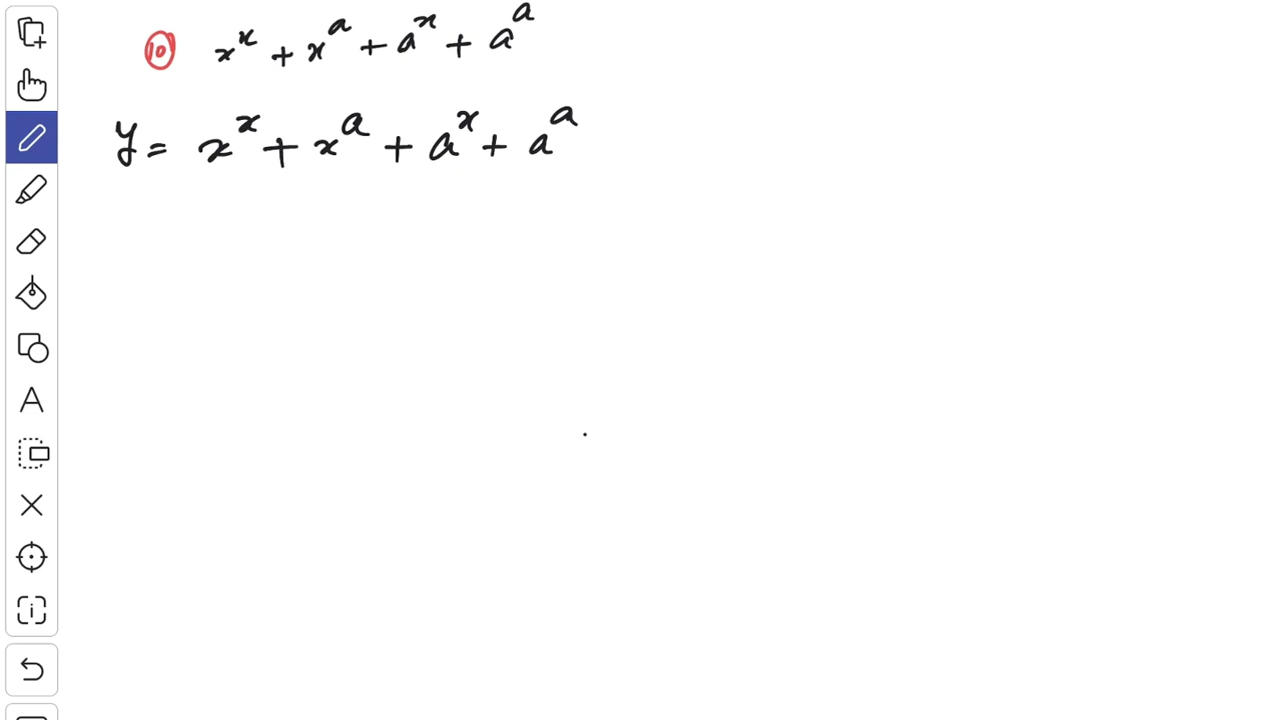 (10) x^x + x^a + a^x + a^a
y = x^x + x^a + a^x + a^a